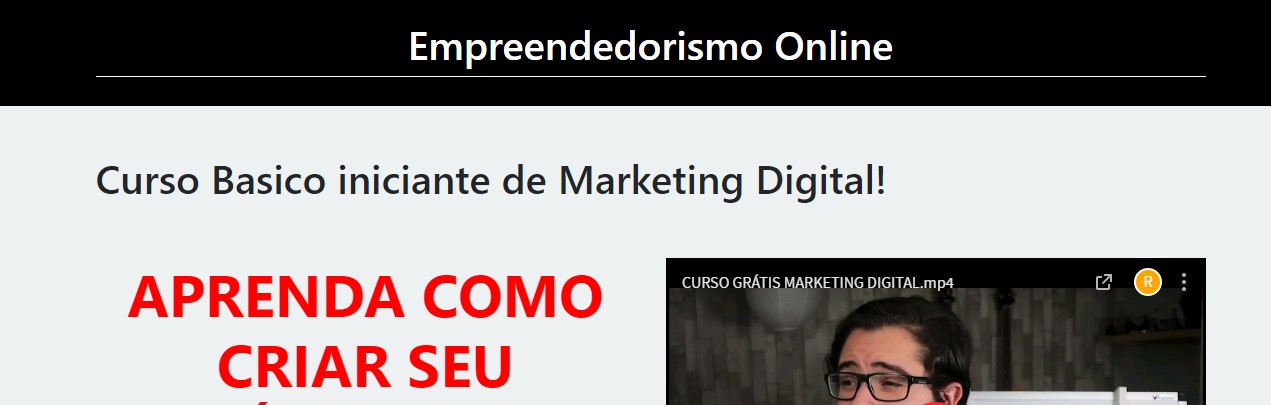 Empreendedorismo Online
Curso Basico iniciante de Marketing Digital!
APRENDA COMO
CRIAR SEU
CURSO GRÁTIS MARKETING DIGITAL.mp4
R